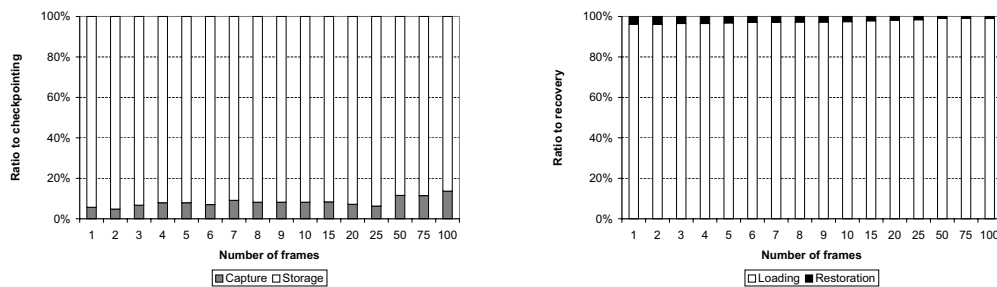 100%
80%
60%
40%
20%
0%
Ratio to checkpointing
1 2 3 4 5 6 7 8 9 10 15 20 25 50 75 100
Number of frames
Capture Storage
100%
80%
60%
40%
20%
0%
Ratio to recovery
1 2 3 4 5 6 7 8 9 10 15 20 25 50 75 100
Number of frames
Loading Restoration